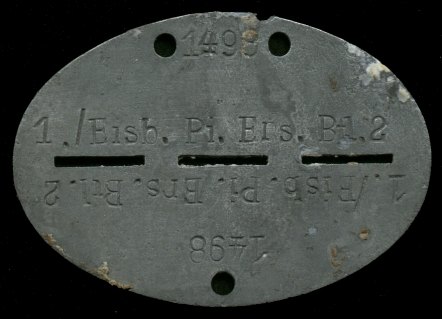 1498
1./Eisb. Pi. Ers. Btl.2
1./Eisb. Pi. Ers. Btl.2
1498